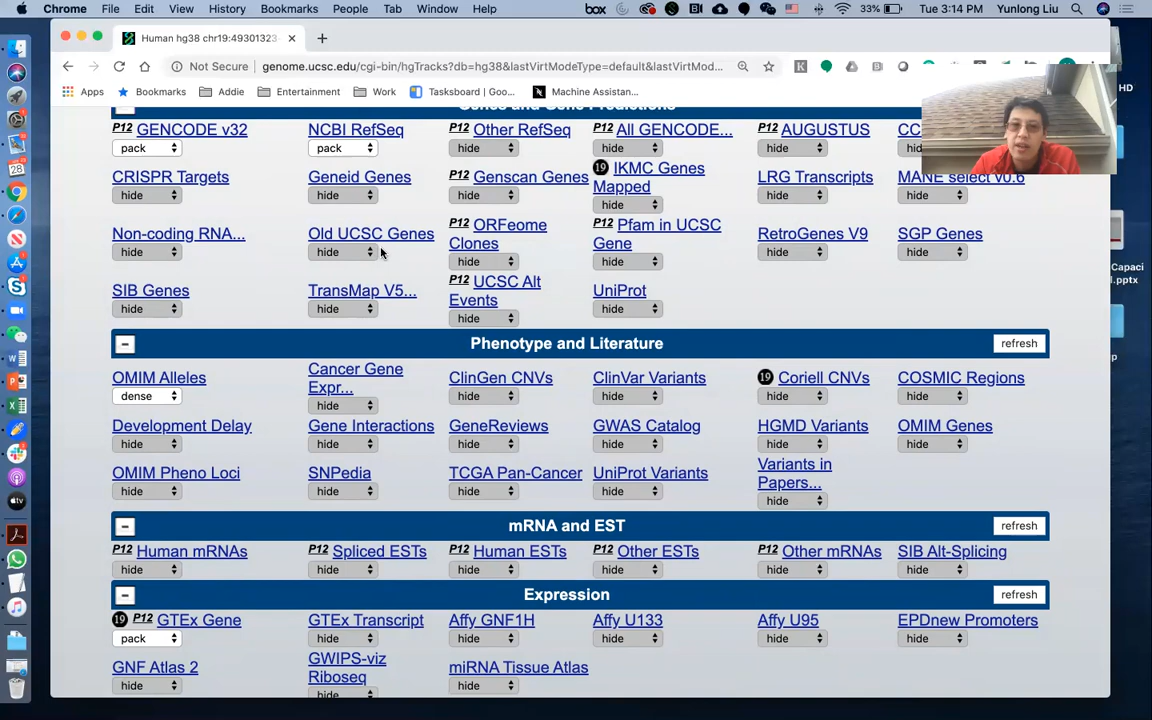 Chrome File Edit View History Bookmarks People Tab Window Help box 33% Tue 3:14 PM Yunlong Liu
Human hg38 chr19:49301323
Not Secure genome.ucsc.edu/cgi-bin/hgTracks?db=hg38&lastVirtModeType=default&lastVirtMod...
Apps Bookmarks Addie Entertainment Work Tasksboard | Goo... Machine Assistan...
HD
Genes and Gene Predictions
P12 GENCODE v32 NCBI RefSeq P12 Other RefSeq P12 All GENCODE... P12 AUGUSTUS CC
pack pack hide hide hide hide
CRISPR Targets Geneid Genes P12 Genscan Genes 19 IKMC Genes Mapped LRG Transcripts MANE select v0.6
hide hide hide hide hide hide
Non-coding RNA... Old UCSC Genes P12 ORFeome Clones P12 Pfam in UCSC Gene RetroGenes V9 SGP Genes
hide hide hide hide hide hide
Capaci
l.pptx
SIB Genes TransMap V5... P12 UCSC Alt Events UniProt
hide hide hide hide
- Phenotype and Literature refresh
OMIM Alleles Cancer Gene Expr... ClinGen CNVs ClinVar Variants 19 Coriell CNVs COSMIC Regions
dense hide hide hide hide hide
Development Delay Gene Interactions GeneReviews GWAS Catalog HGMD Variants OMIM Genes
hide hide hide hide hide hide
OMIM Pheno Loci SNPedia TCGA Pan-Cancer UniProt Variants Variants in Papers...
hide hide hide hide hide
- mRNA and EST refresh
P12 Human mRNAs P12 Spliced ESTs P12 Human ESTs P12 Other ESTs P12 Other mRNAs SIB Alt-Splicing
hide hide hide hide hide hide
- Expression refresh
19 P12 GTEx Gene GTEx Transcript Affy GNF1H Affy U133 Affy U95 EPDnew Promoters
pack hide hide hide hide hide
GNF Atlas 2 GWIPS-viz Riboseq miRNA Tissue Atlas
hide hide hide